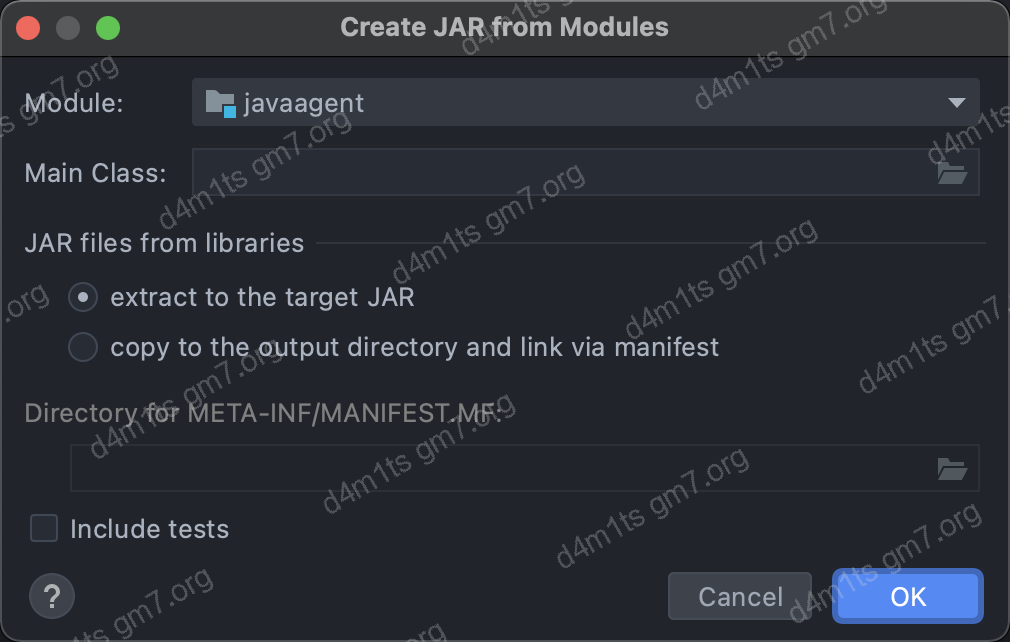 Create JAR from Modules
Module: javaagent
Main Class:
JAR files from libraries
extract to the target JAR
copy to the output directory and link via manifest
Directory for META-INF/MANIFEST.MF:
Include tests
? Cancel OK
d4m1ts gm7.org